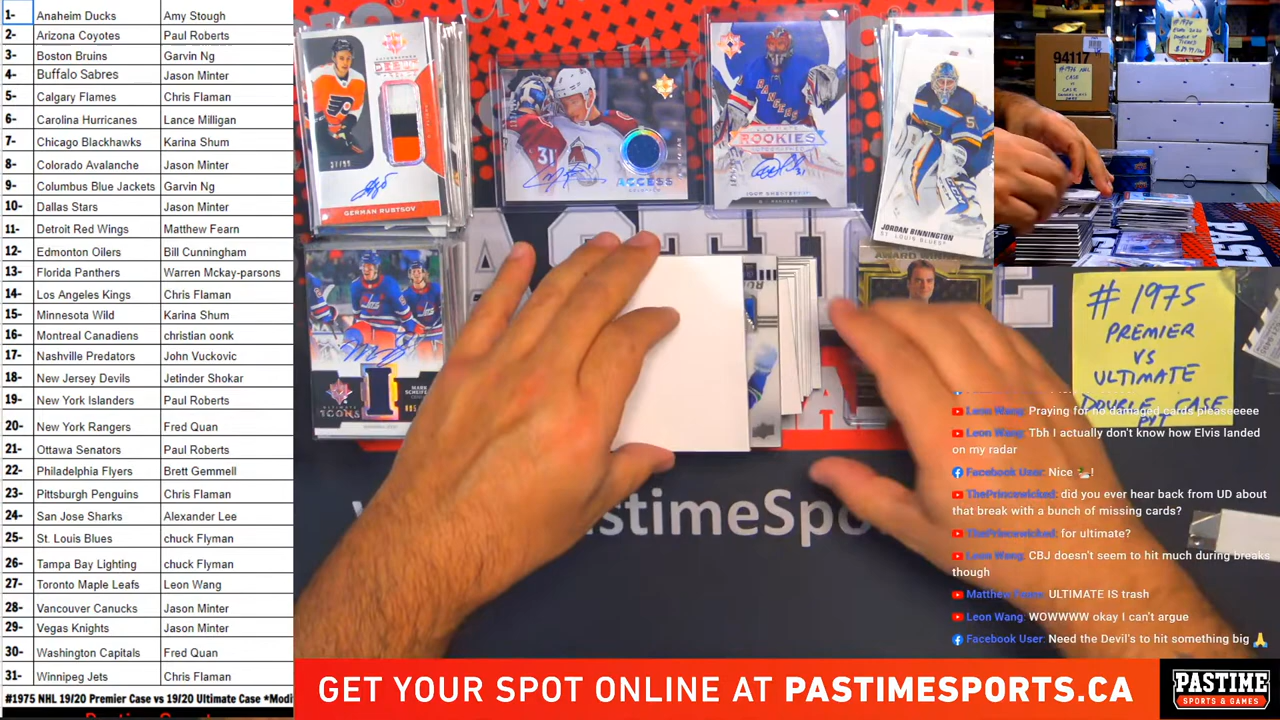 1- Anaheim Ducks Amy Stough
2- Arizona Coyotes Paul Roberts
3- Boston Bruins Garvin Ng
4- Buffalo Sabres Jason Minter
5- Calgary Flames Chris Flaman
6- Carolina Hurricanes Lance Milligan
7- Chicago Blackhawks Karina Shum
8- Colorado Avalanche Jason Minter
9- Columbus Blue Jackets Garvin Ng
10- Dallas Stars Jason Minter
11- Detroit Red Wings Matthew Fearn
12- Edmonton Oilers Bill Cunningham
13- Florida Panthers Warren Mckay-parsons
14- Los Angeles Kings Chris Flaman
15- Minnesota Wild Karina Shum
16- Montreal Canadiens christian oonk
17- Nashville Predators John Vuckovic
18- New Jersey Devils Jetinder Shokar
19- New York Islanders Paul Roberts
20- New York Rangers Fred Quan
21- Ottawa Senators Paul Roberts
22- Philadelphia Flyers Brett Gemmell
23- Pittsburgh Penguins Chris Flaman
24- San Jose Sharks Alexander Lee
25- St. Louis Blues chuck Flyman
26- Tampa Bay Lighting chuck Flyman
27- Toronto Maple Leafs Leon Wang
28- Vancouver Canucks Jason Minter
29- Vegas Knights Jason Minter
30- Washington Capitals Fred Quan
31- Winnipeg Jets Chris Flaman
#1975 NHL 19/20 Premier Case vs 19/20 Ultimate Case *Modi
GERMAN RUBTSOV
31
ACCESS
RANGERS
ULTIMATE
ROOKIES
JORDAN BINNINGTON
ST. LOUIS BLUES
AWARD
MARK
ICONS
PastimeSpo
94117
#1975
PREMIER
VS
ULTIMATE
DOUBLE CASE
PYT
Leon Wang: Praying for no damaged cards pleaseeeee
Leon Wang: Tbh I actually don't know how Elvis landed
on my radar
Facebook User: Nice 🦆!
ThePrincewicked: did you ever hear back from UD about
that break with a bunch of missing cards?
ThePrincewicked: for ultimate?
Leon Wang: CBJ doesn't seem to hit much during breaks
though
Matthew ULTIMATE IS trash
Leon Wang: WOWWWW okay I can't argue
Facebook User: Need the Devil's to hit something big 🙏
GET YOUR SPOT ONLINE AT PASTIMESPORTS.CA
PASTIME
SPORTS & GAMES